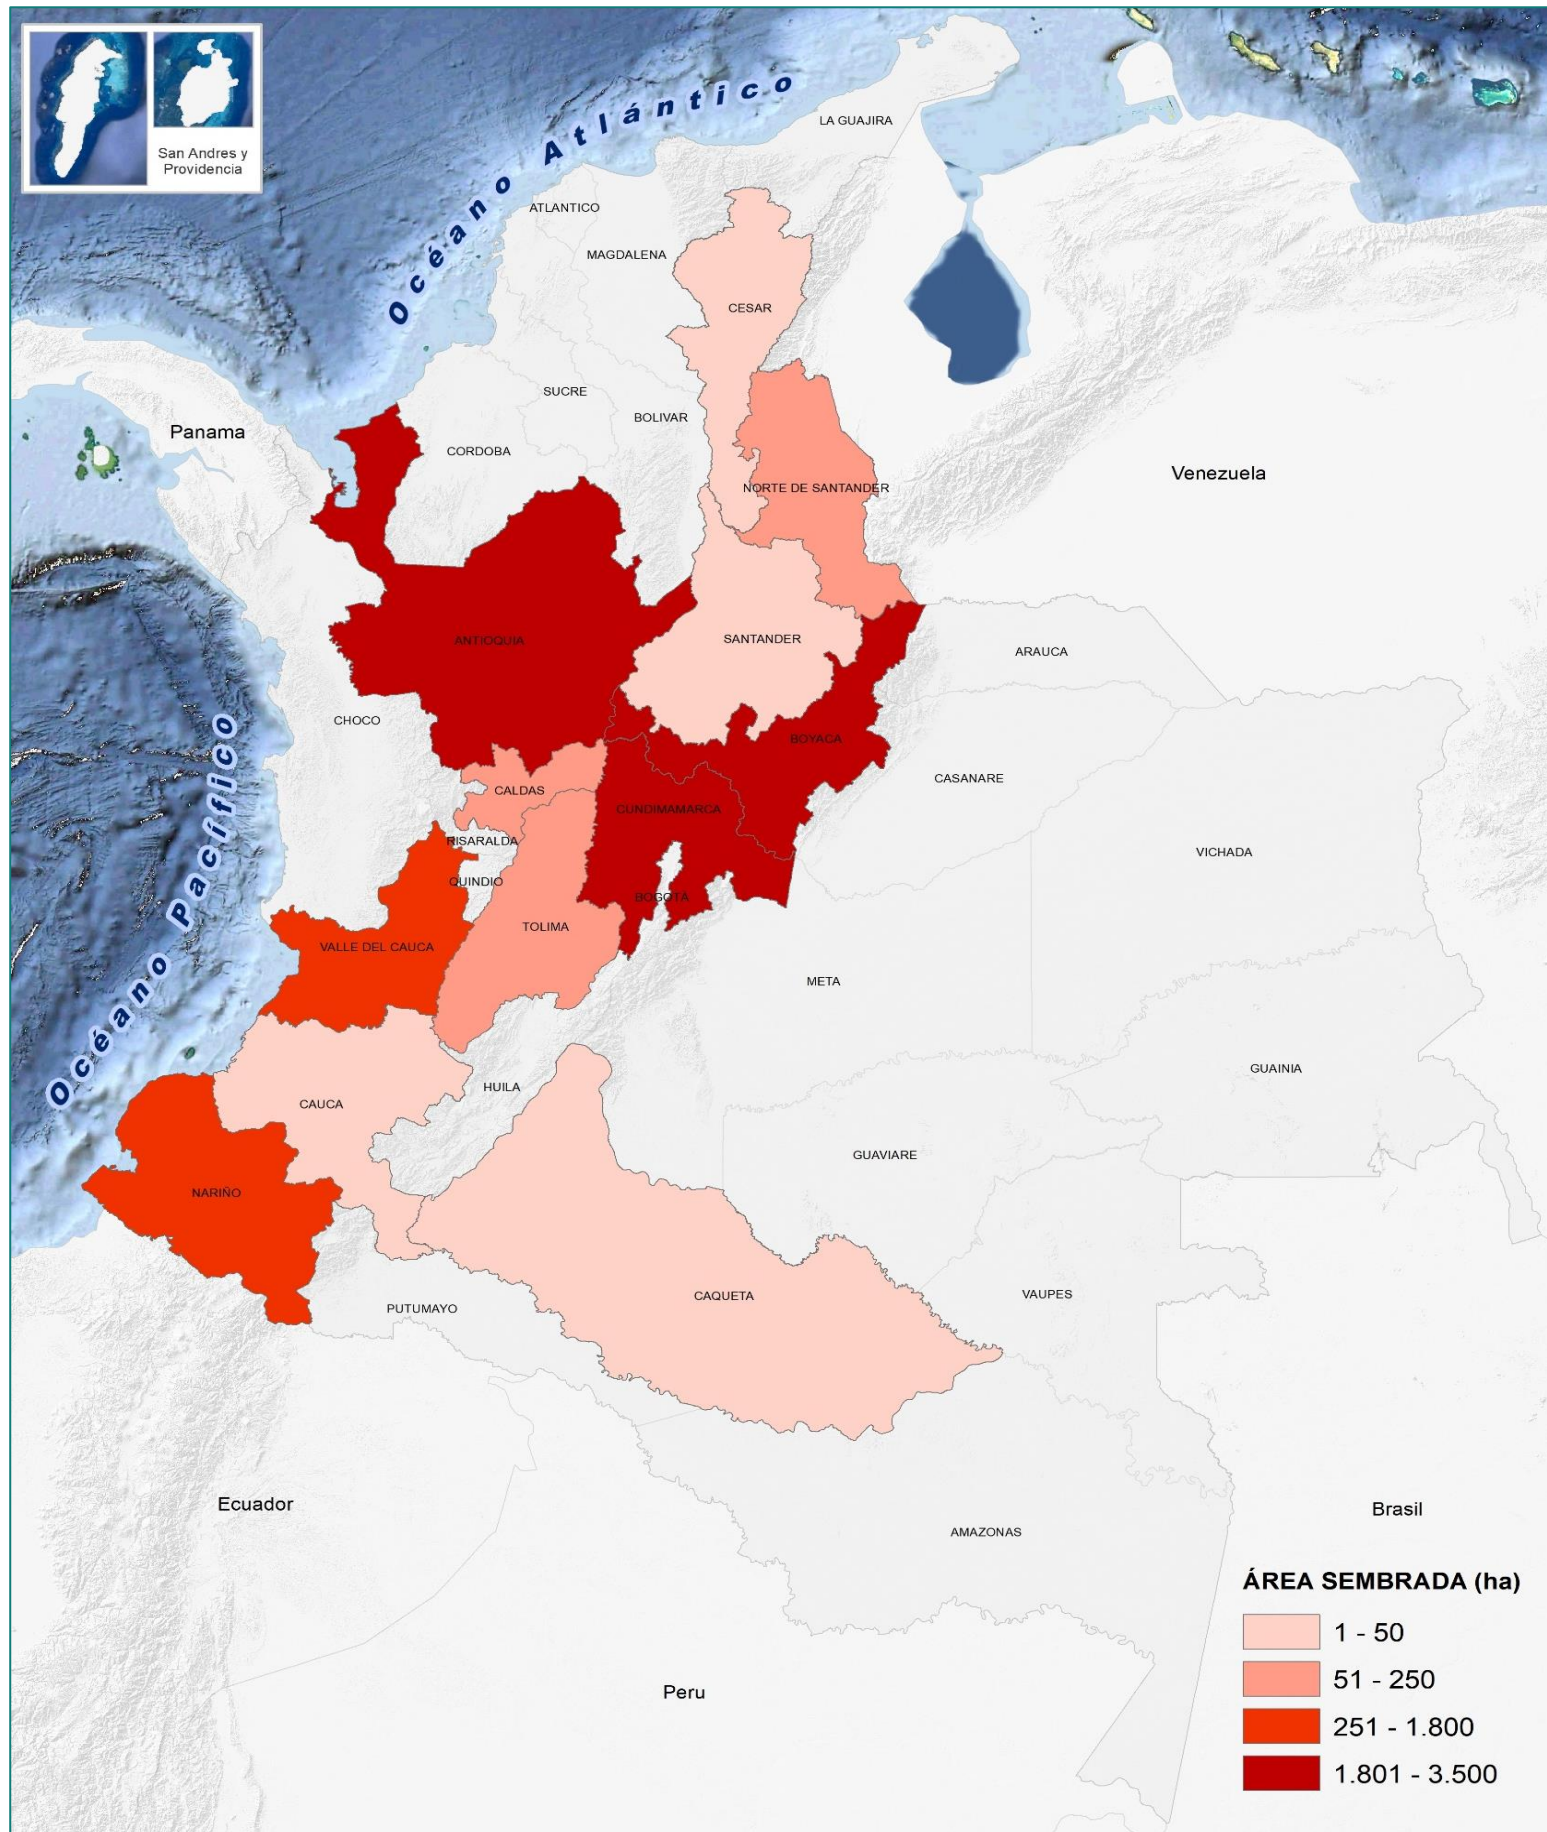 San Andres y
Providencia
Océano Atlántico
LA GUAJIRA
ATLANTICO
MAGDALENA
CESAR
SUCRE
BOLIVAR
Panama
CORDOBA
Venezuela
NORTE DE SANTANDER
ANTIOQUIA
SANTANDER
ARAUCA
CHOCO
BOYACA
Océano Pacífico
CASANARE
CALDAS
CUNDIMAMARCA
RISARALDA
VICHADA
QUINDIO
BOGOTA
TOLIMA
VALLE DEL CAUCA
META
GUAINIA
HUILA
CAUCA
GUAVIARE
NARIÑO
CAQUETA
VAUPES
PUTUMAYO
Ecuador
Brasil
AMAZONAS
Peru
ÁREA SEMBRADA (ha)
1 - 50
51 - 250
251 - 1.800
1.801 - 3.500